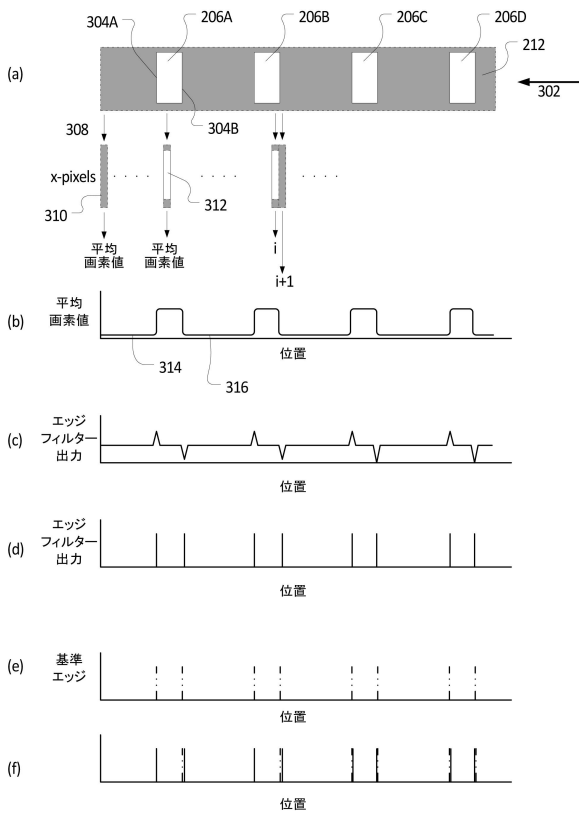 206A
206B
206C
206D
304A
(a)
212
302
304B
308
x-pixels
. . . .
. . . .
. . . .
312
310
平均
画素値
平均
画素値
i
i+1
(b)
平均
画素値
位置
314
316
(c)
エッジ
フィルター
出力
位置
(d)
エッジ
フィルター
出力
位置
(e)
基準
エッジ
位置
(f)
位置